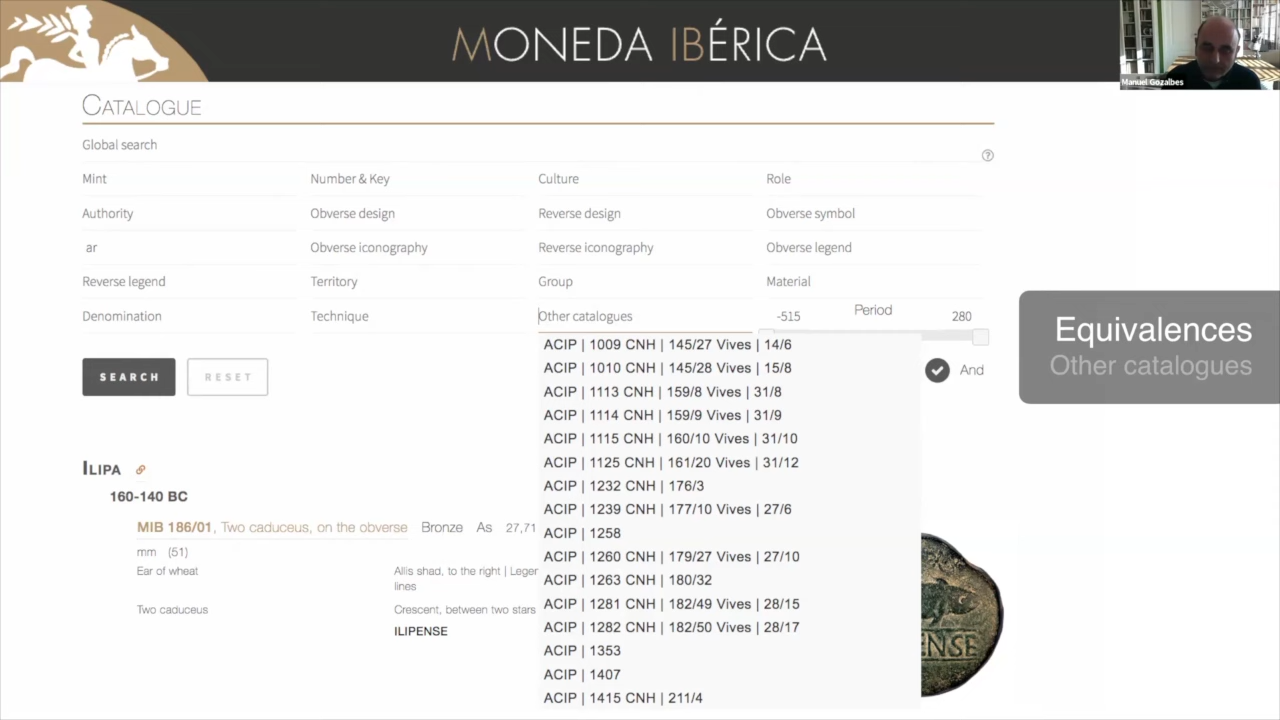 MONEDA IBÉRICA
Manuel Gozalbes
CATALOGUE
Global search
Mint Number & Key Culture Role
Authority Obverse design Reverse design Obverse symbol
ar Obverse iconography Reverse iconography Obverse legend
Reverse legend Territory Group Material
Denomination Technique Other catalogues -515 Period 280
SEARCH RESET And
Equivalences
Other catalogues
ACIP | 1009 CNH | 145/27 Vives | 14/6
ACIP | 1010 CNH | 145/28 Vives | 15/8
ACIP | 1113 CNH | 159/8 Vives | 31/8
ACIP | 1114 CNH | 159/9 Vives | 31/9
ACIP | 1115 CNH | 160/10 Vives | 31/10
ACIP | 1125 CNH | 161/20 Vives | 31/12
ACIP | 1232 CNH | 176/3
ACIP | 1239 CNH | 177/10 Vives | 27/6
ACIP | 1258
ACIP | 1260 CNH | 179/27 Vives | 27/10
ACIP | 1263 CNH | 180/32
ACIP | 1281 CNH | 182/49 Vives | 28/15
ACIP | 1282 CNH | 182/50 Vives | 28/17
ACIP | 1353
ACIP | 1407
ACIP | 1415 CNH | 211/4
ILIPA
160-140 BC
MIB 186/01, Two caduceus, on the obverse Bronze As 27,71
mm (51)
Ear of wheat Allis shad, to the right | Leger
lines
Two caduceus Crescent, between two stars
ILIPENSE
ENSE